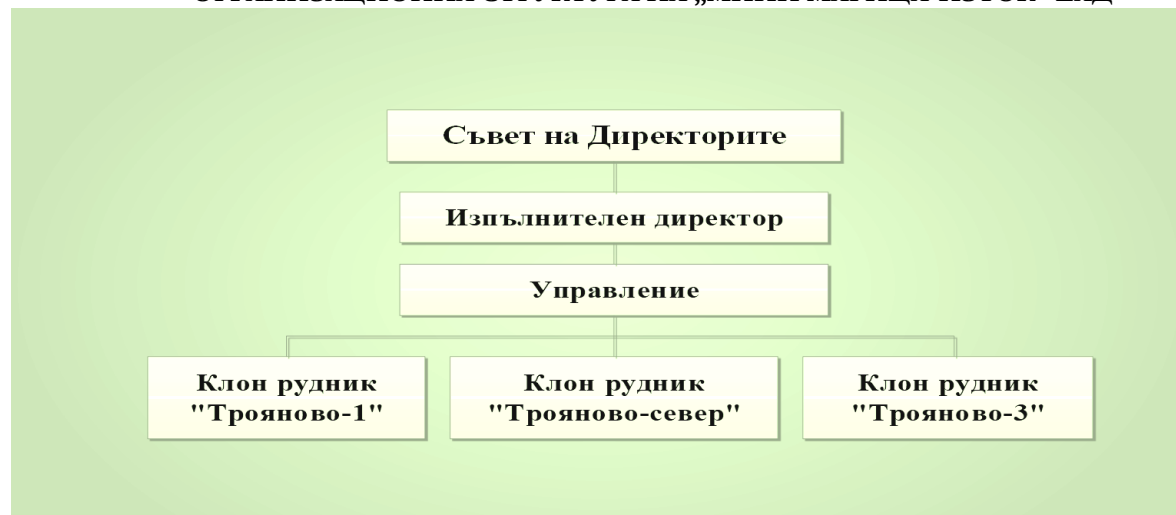 Съвет на Директорите
Изпълнителен директор
Управление
Клон рудник
"Трояново-1"
Клон рудник
"Трояново-север"
Клон рудник
"Трояново-3"